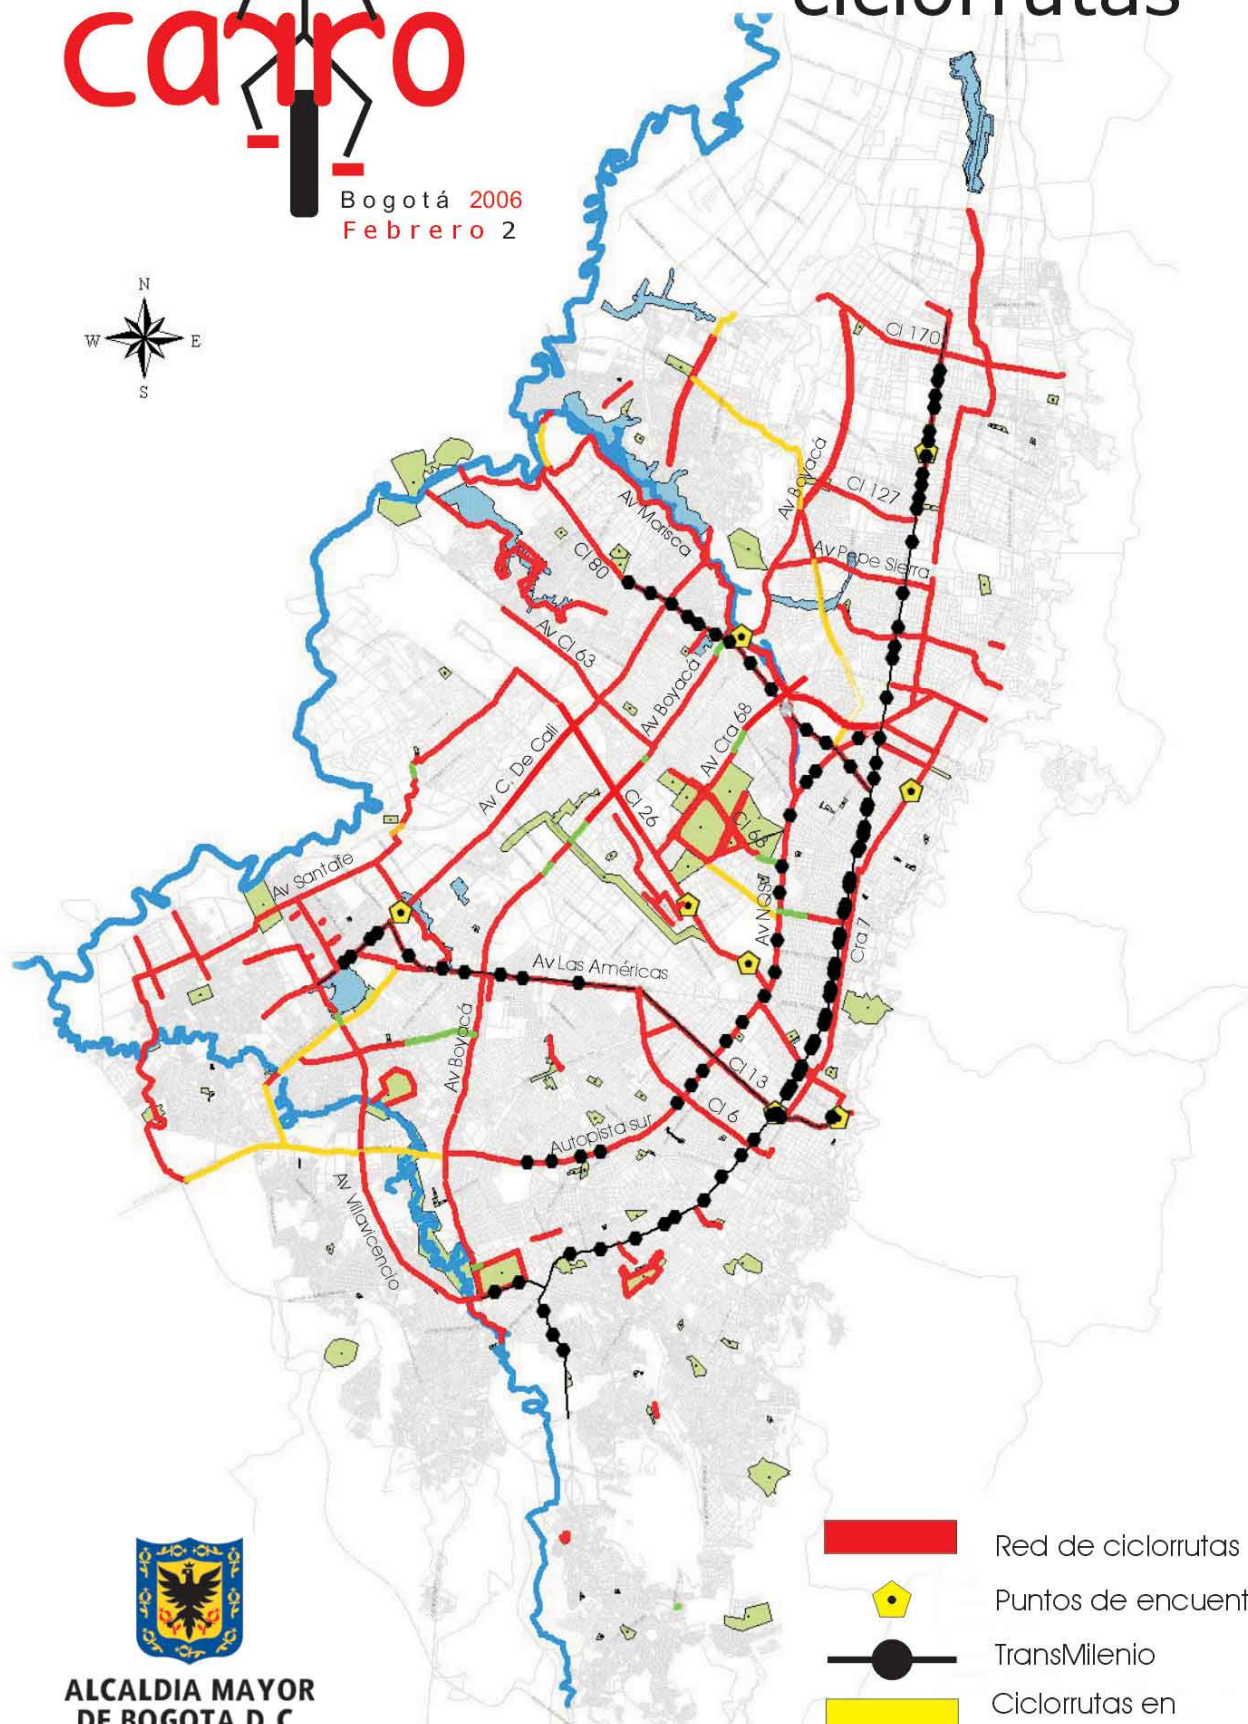 ciclorrutas
carro
Bogotá 2006
Febrero 2
N
W E
S
Cl 170
Av Boyacá
Cl 127
Av Morisca
Cl 80
Av Pepe Sierra
Av Cl 63
Av Boyacá
Av Cra 68
Av C. De Cali
Cl 26
Cl 63
Av Santafe
Av NQS
Cra 7
Av Las Américas
Av Boyacá
Cl 13
Cl 6
Autopista sur
Av Villavicencio
Red de ciclorrutas
Puntos de encuent
TransMilenio
Ciclorrutas en
ALCALDIA MAYOR
DE BOGOTA D.C.